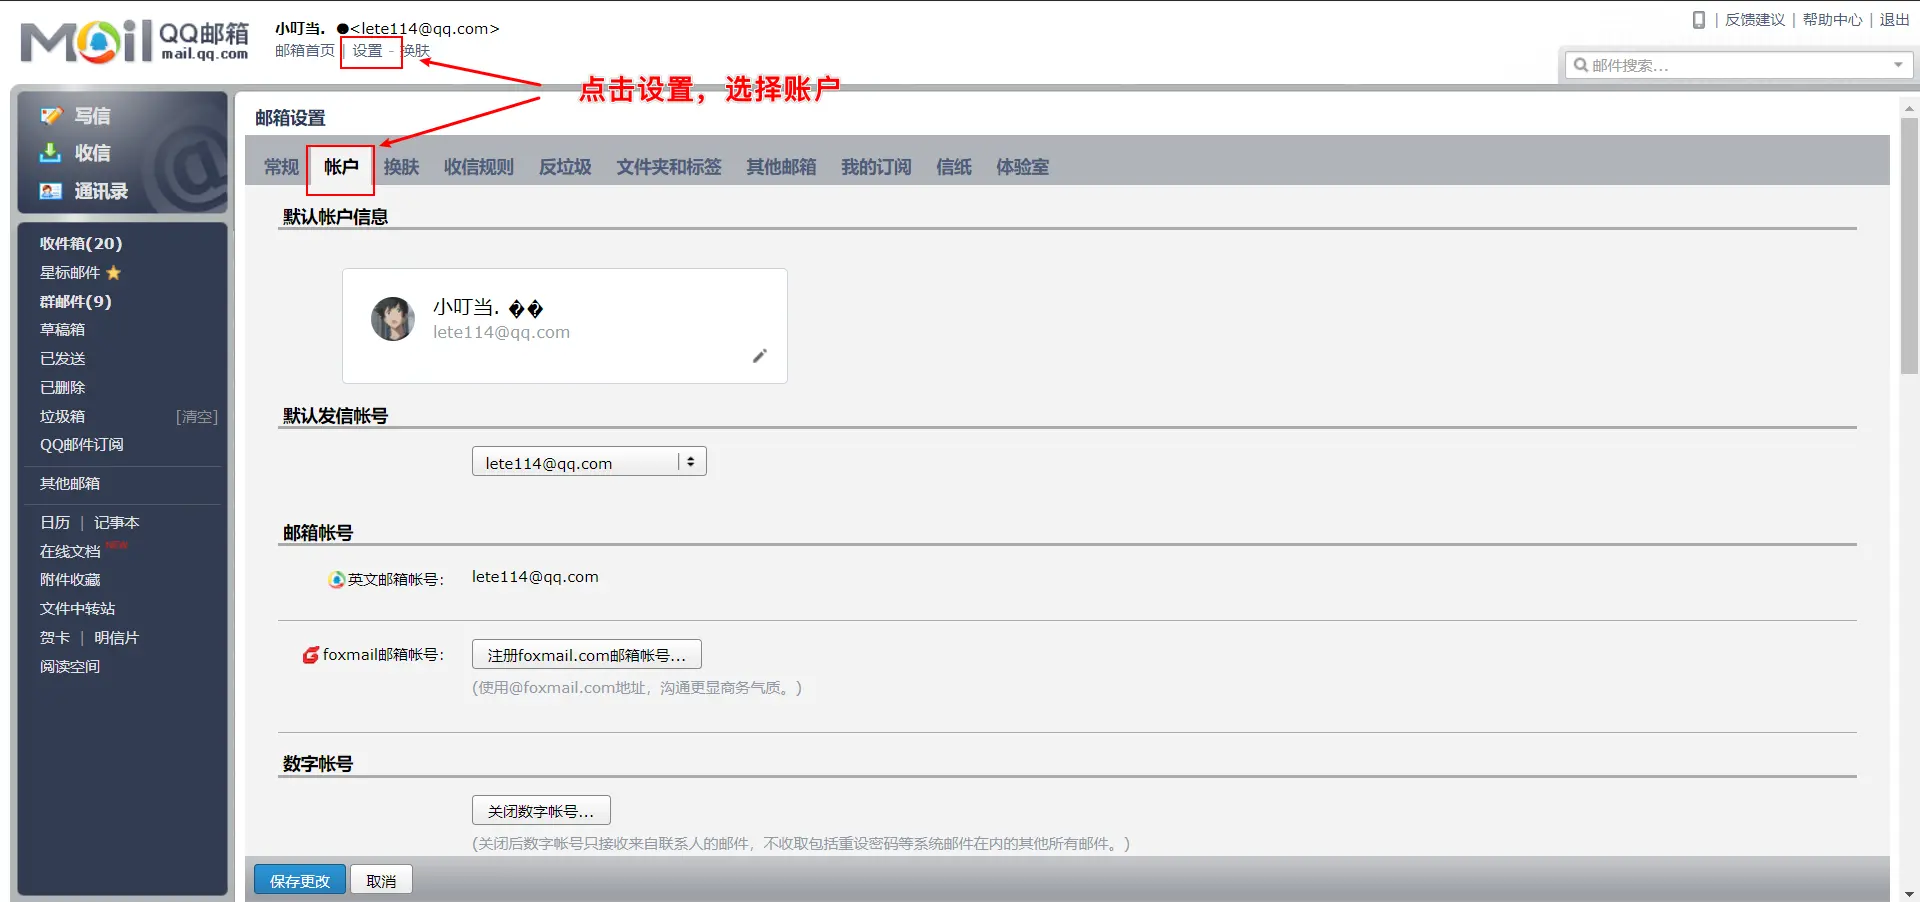 MOil QQ邮箱
mail.qq.com
小叮当. ●<lete114@qq.com>
邮箱首页 | 设置 - 换肤
| 反馈建议 | 帮助中心 | 退出
邮件搜索...
点击设置，选择账户
写信
收信
通讯录
收件箱(20)
星标邮件
群邮件(9)
草稿箱
已发送
已删除
垃圾箱 [清空]
QQ邮件订阅
其他邮箱
日历 | 记事本
在线文档 NEW
附件收藏
文件中转站
贺卡 | 明信片
阅读空间
邮箱设置
常规 帐户 换肤 收信规则 反垃圾 文件夹和标签 其他邮箱 我的订阅 信纸 体验室
默认帐户信息
小叮当. ��
lete114@qq.com
默认发信帐号
lete114@qq.com
邮箱帐号
英文邮箱帐号： lete114@qq.com
foxmail邮箱帐号： 注册foxmail.com邮箱帐号...
(使用@foxmail.com地址，沟通更显商务气质。)
数字帐号
关闭数字帐号...
(关闭后数字帐号只接收来自联系人的邮件，不收取包括重设密码等系统邮件在内的其他所有邮件。)
保存更改 取消